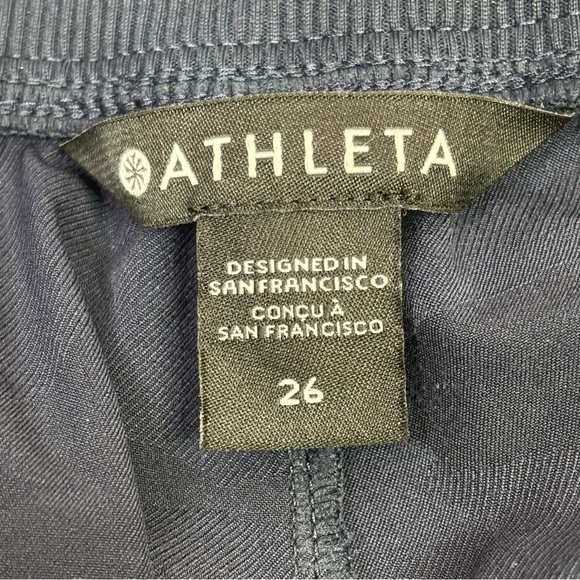 ATHLETA
DESIGNED IN
SAN FRANCISCO
CONÇU À
SAN FRANCISCO
26